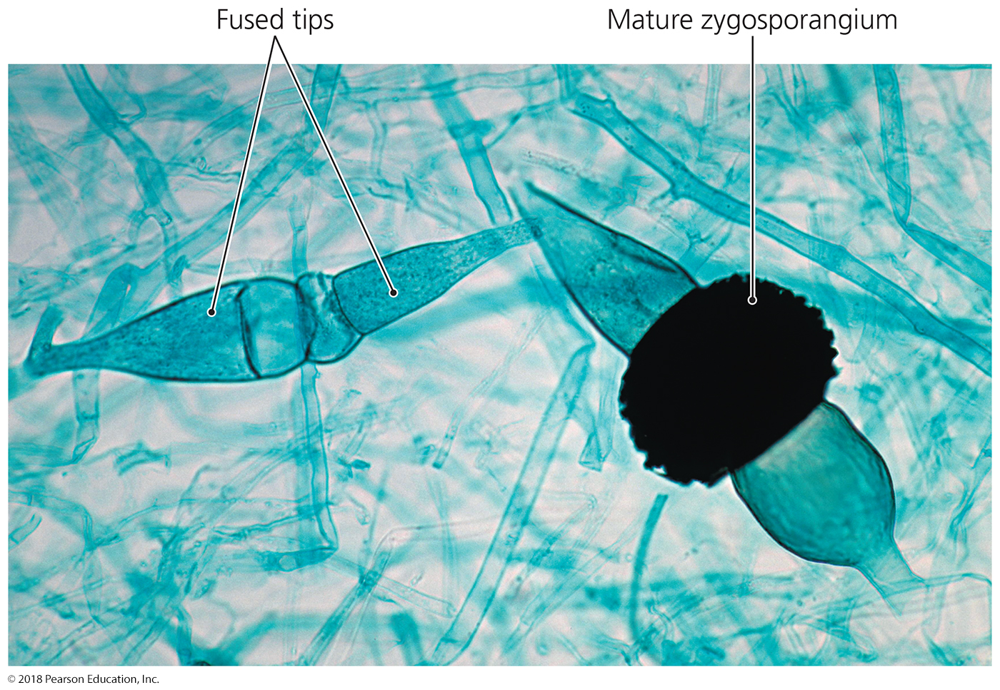 Fused tips
Mature zygosporangium
© 2018 Pearson Education, Inc.